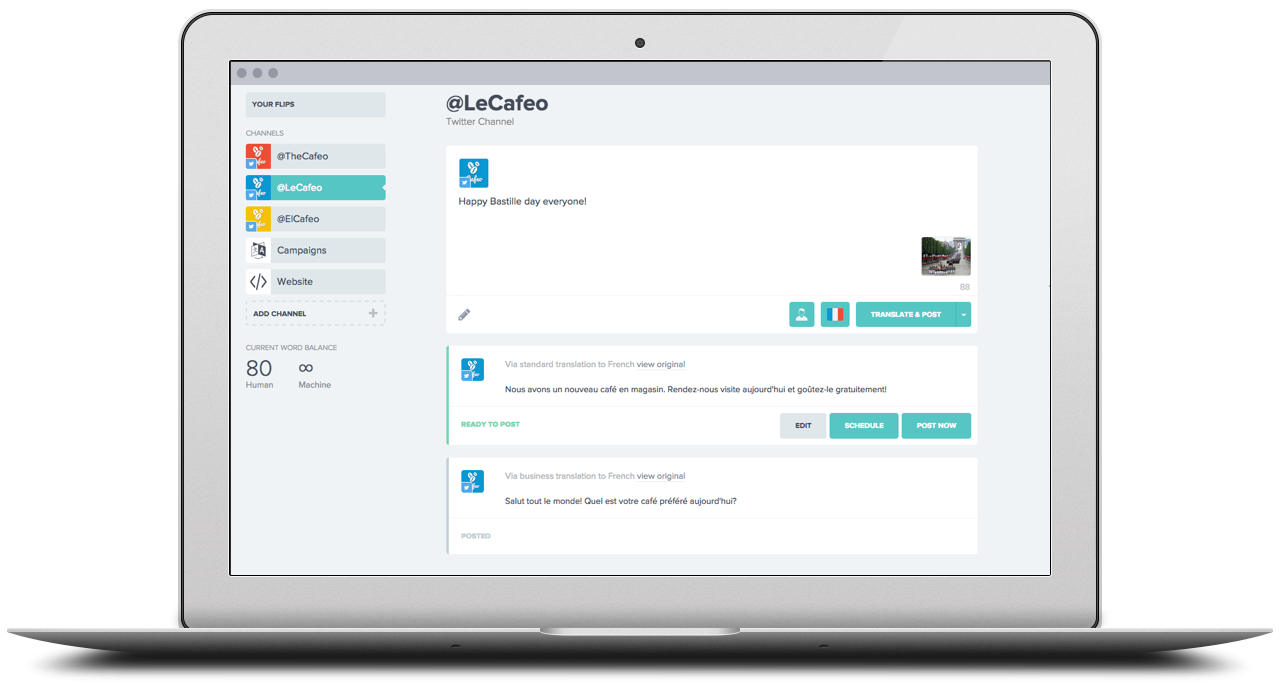 YOUR FLIPS
CHANNELS
@TheCafeo
@LeCafeo
@ElCafeo
Campaigns
Website
ADD CHANNEL
CURRENT WORD BALANCE
80 ∞
Human Machine
@LeCafeo
Twitter Channel
Happy Bastille day everyone!
88
TRANSLATE & POST
Via standard translation to French view original
Nous avons un nouveau café en magasin. Rendez-nous visite aujourd'hui et goûtez-le gratuitement!
READY TO POST
EDIT
SCHEDULE
POST NOW
Via business translation to French view original
Salut tout le monde! Quel est votre café préféré aujourd'hui?
POSTED